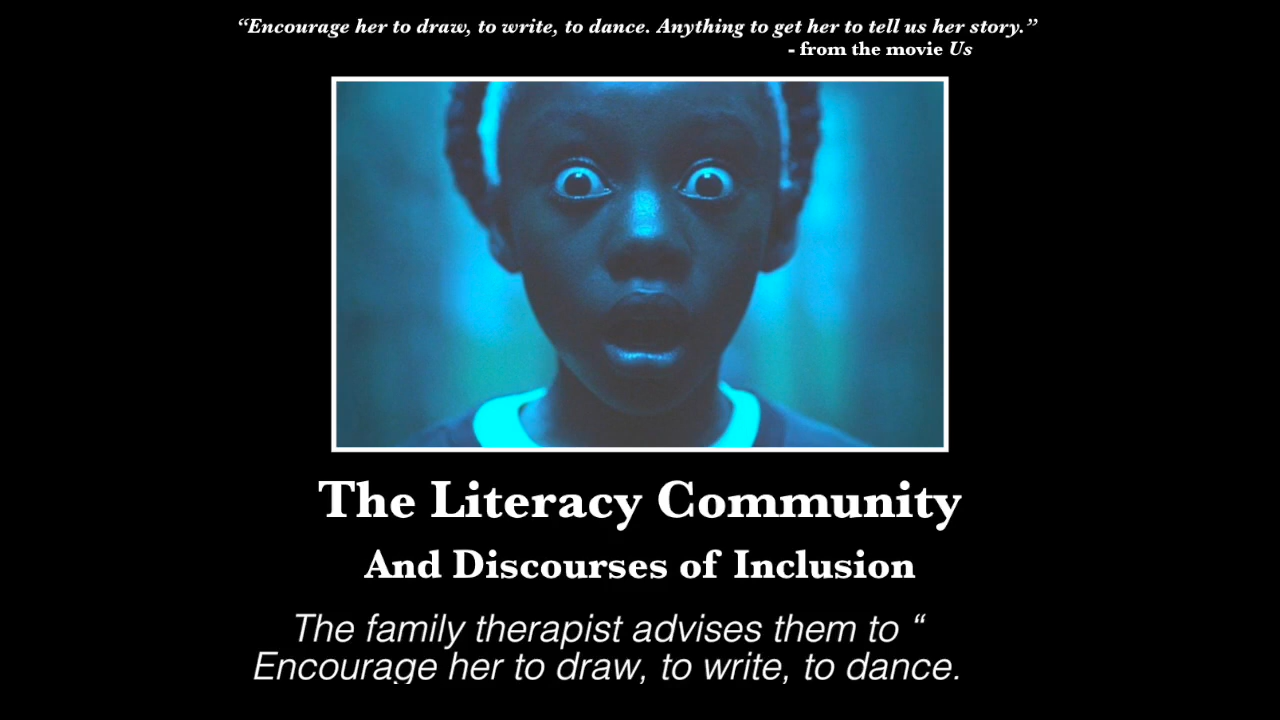 “Encourage her to draw, to write, to dance. Anything to get her to tell us her story.”
- from the movie Us
The Literacy Community
And Discourses of Inclusion
The family therapist advises them to “
Encourage her to draw, to write, to dance.